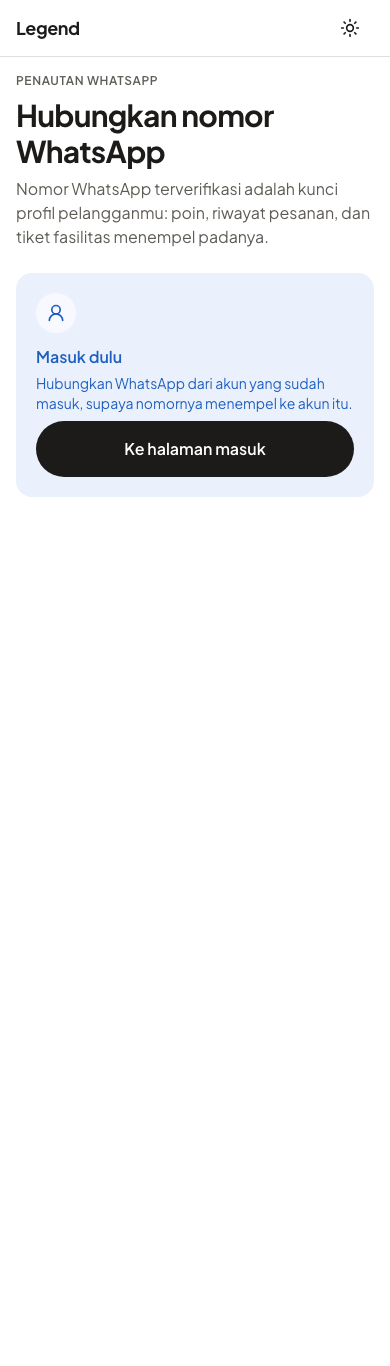 Legend
PENAUTAN WHATSAPP
Hubungkan nomor
WhatsApp
Nomor WhatsApp terverifikasi adalah kunci
profil pelangganmu: poin, riwayat pesanan, dan
tiket fasilitas menempel padanya.
Masuk dulu
Hubungkan WhatsApp dari akun yang sudah
masuk, supaya nomornya menempel ke akun itu.
Ke halaman masuk